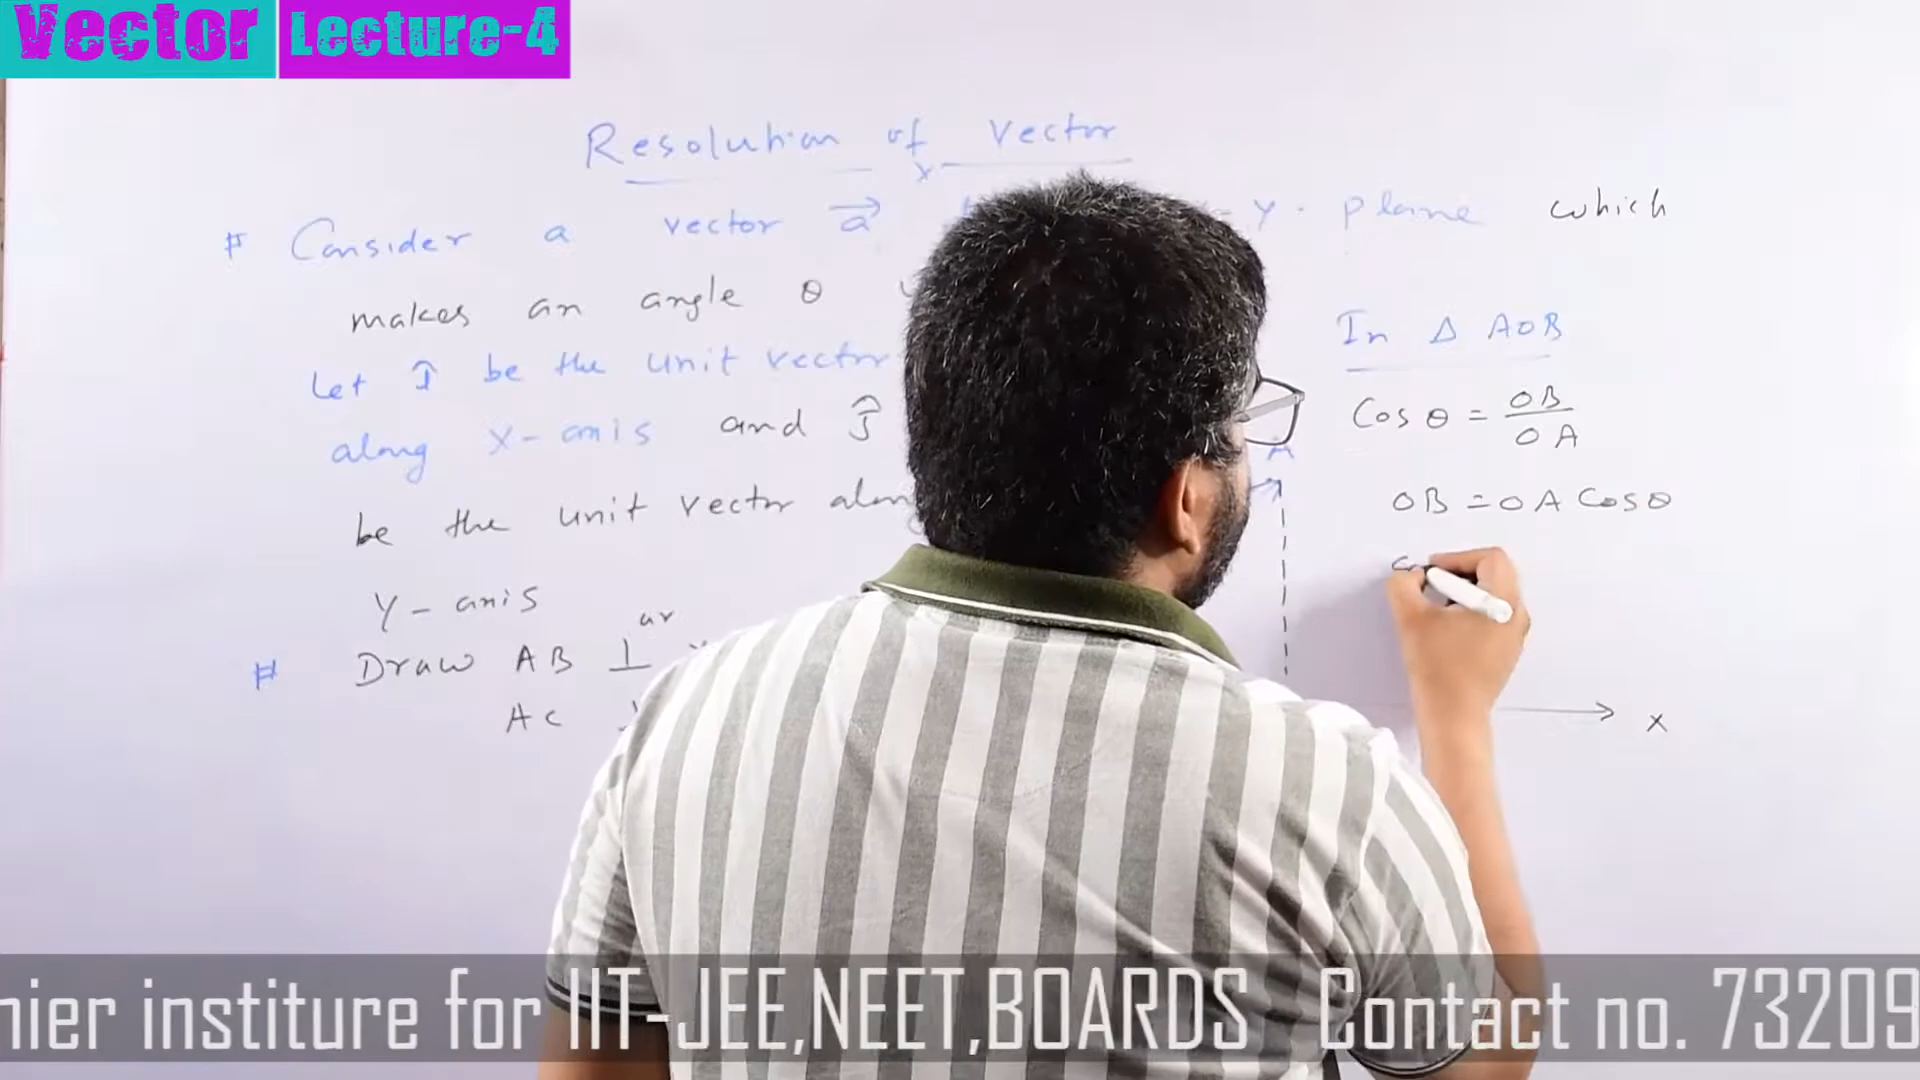 Vector Lecture-4
Resolution of Vector
# Consider a vector a⃗ Y - plane which
makes an angle θ
Let î be the unit vector
along X-axis and ĵ
be the unit vector along
Y-axis
# Draw AB ⊥ar
AC
In Δ AOB
Cos θ = OB/OA
OB = OA Cos θ
A
x
nier institure for IIT-JEE,NEET,BOARDS Contact no. 73209